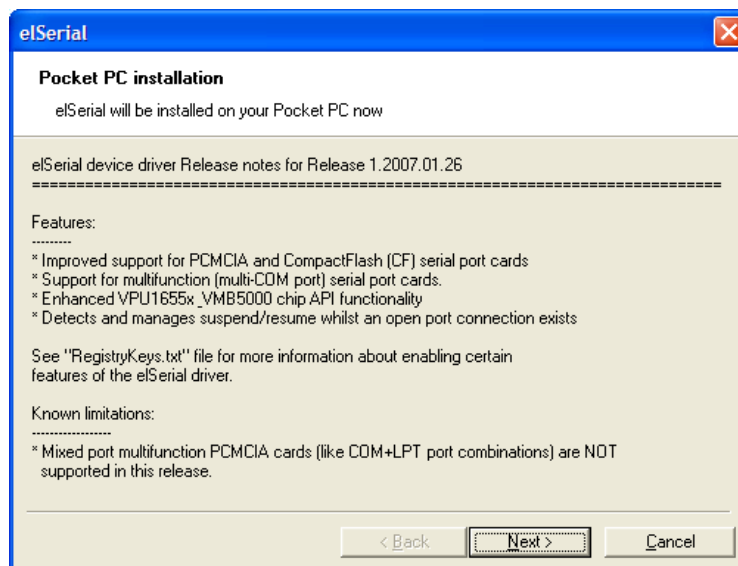 elSerial
Pocket PC installation
elSerial will be installed on your Pocket PC now
elSerial device driver Release notes for Release 1.2007.01.26
==============================================================================
Features:
---------
* Improved support for PCMCIA and CompactFlash (CF) serial port cards
* Support for multifunction (multi-COM port) serial port cards.
* Enhanced VPU1655x_VMB5000 chip API functionality
* Detects and manages suspend/resume whilst an open port connection exists
See "RegistryKeys.txt" file for more information about enabling certain
features of the elSerial driver.
Known limitations:
------------------
* Mixed port multifunction PCMCIA cards (like COM+LPT port combinations) are NOT
supported in this release.
< Back Next > Cancel